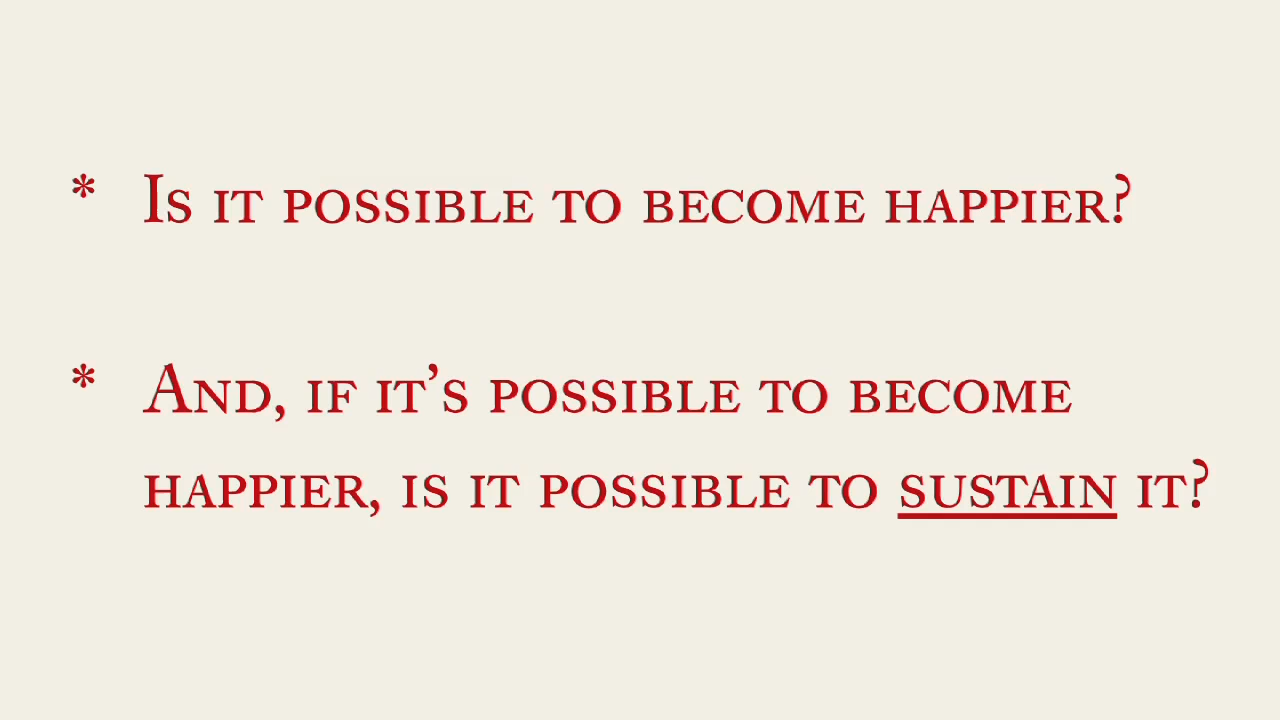 * Is it possible to become happier?
* And, if it’s possible to become
happier, is it possible to sustain it?